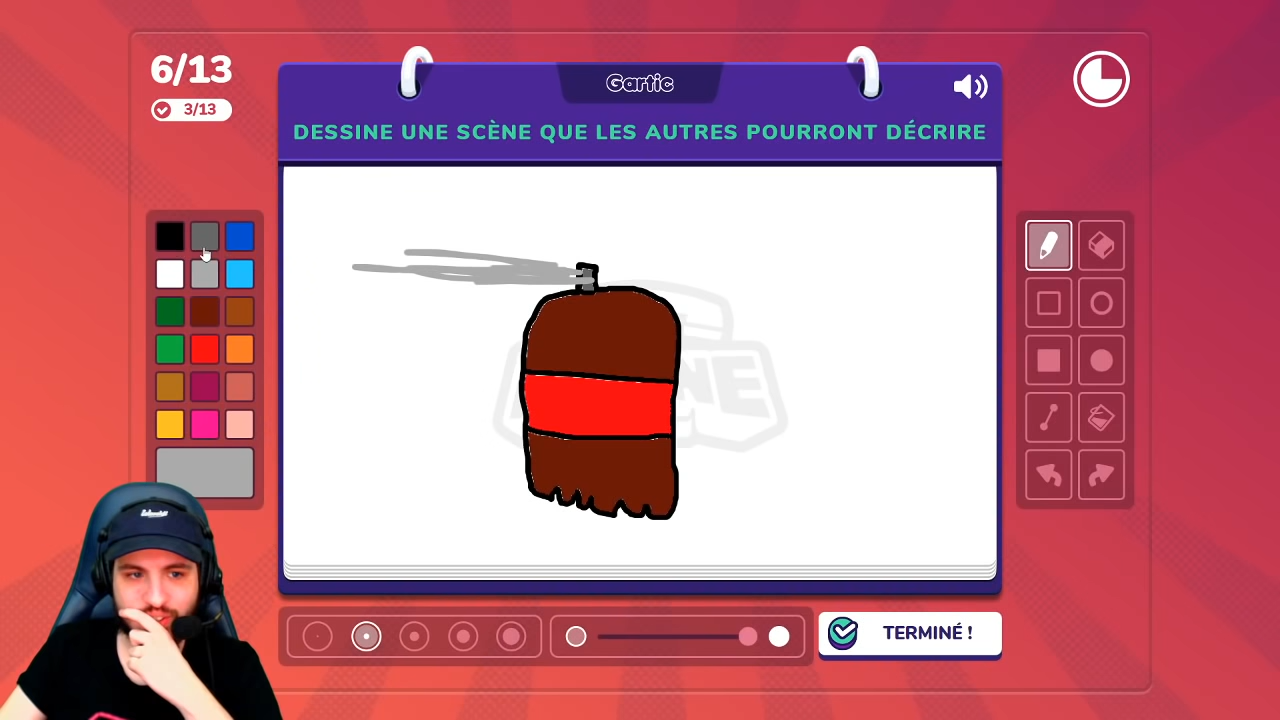 6/13
3/13
Gartic
DESSINE UNE SCÈNE QUE LES AUTRES POURRONT DÉCRIRE
TERMINÉ !